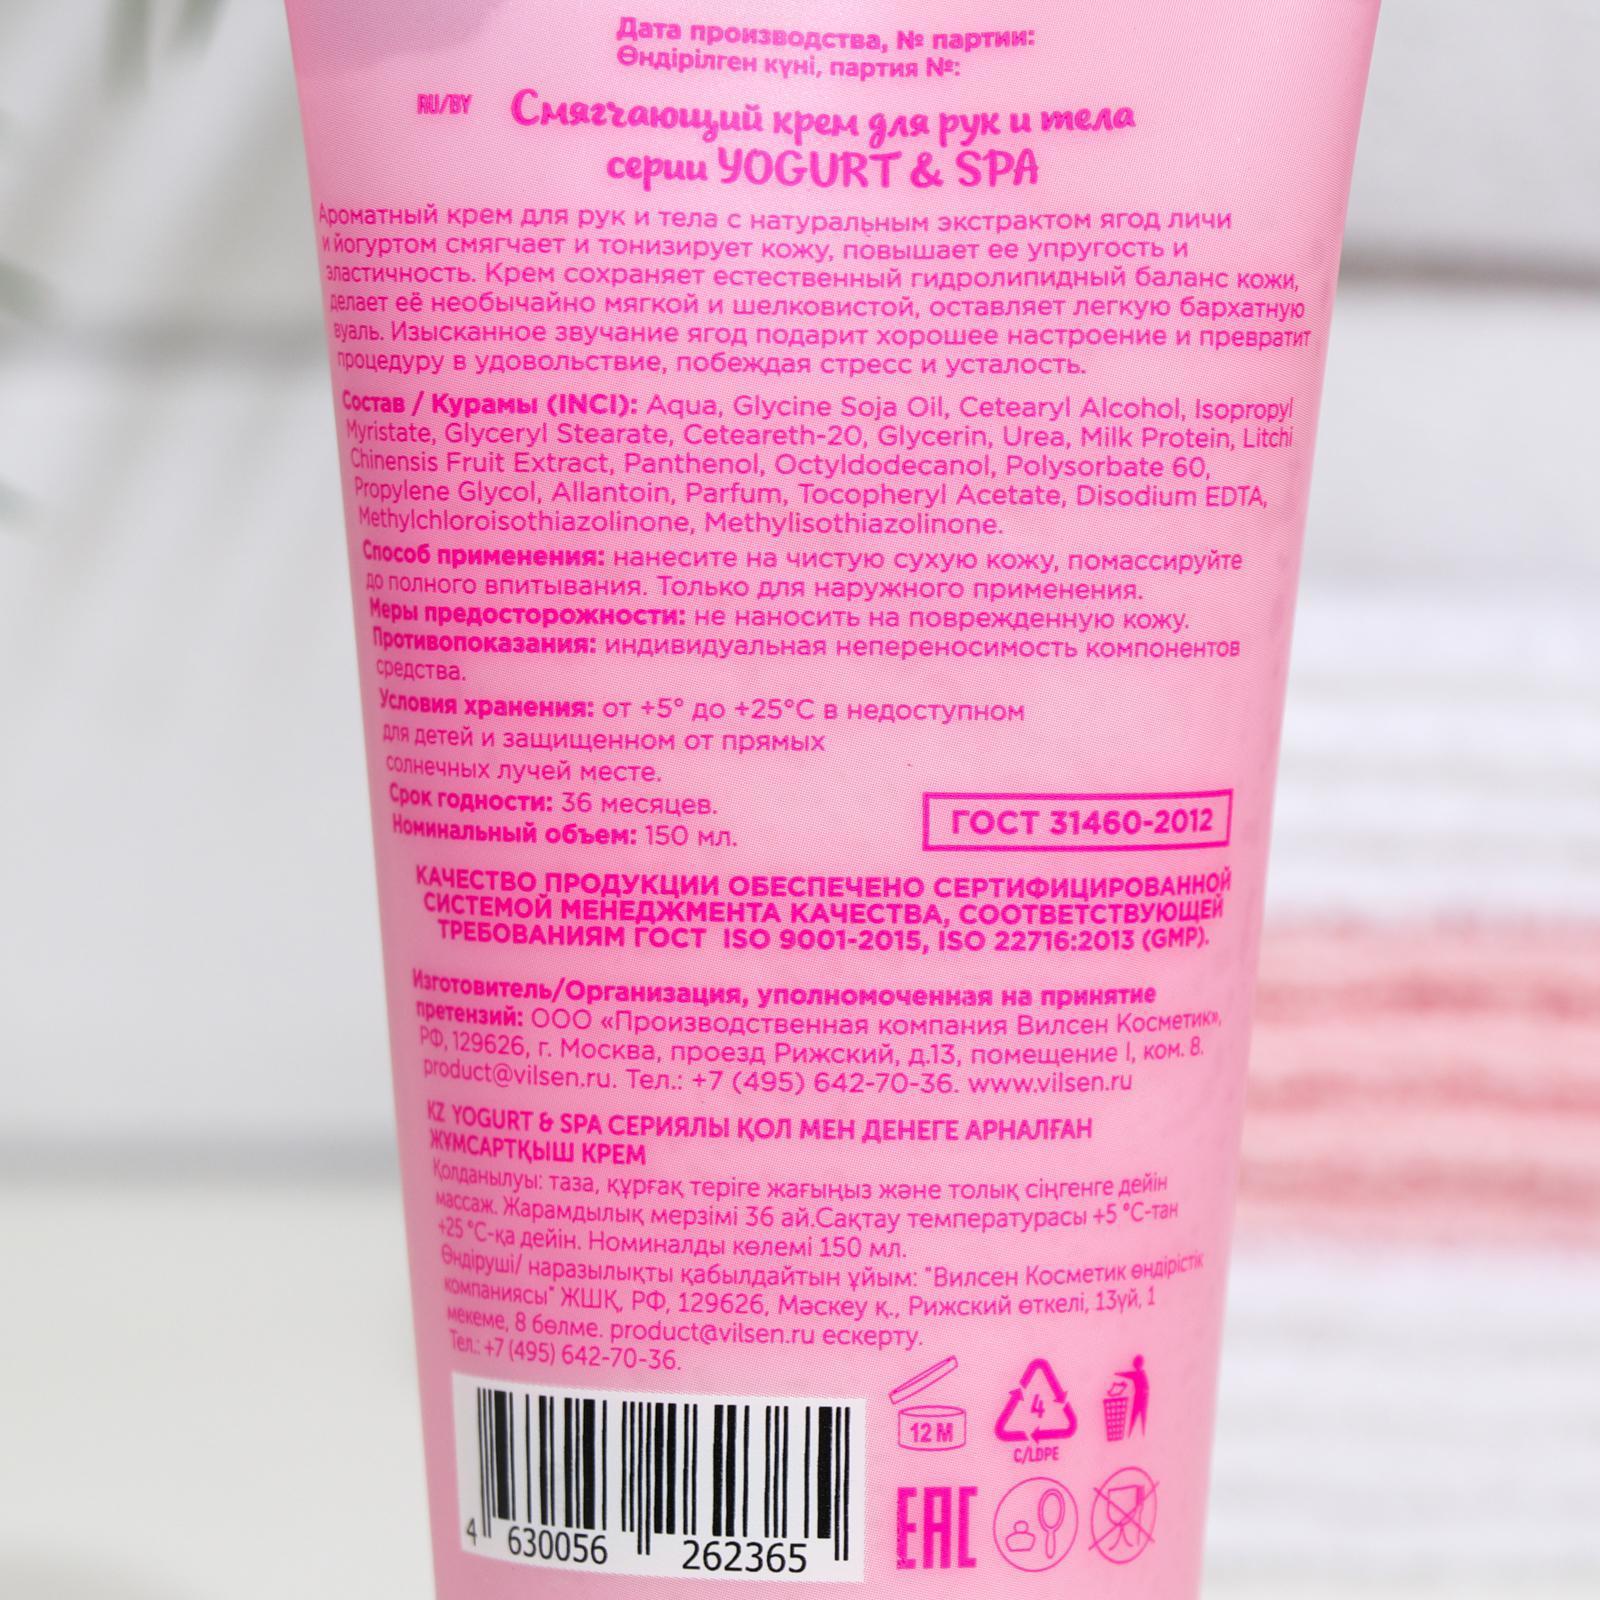 Дата производства, № партии:
Өндірілген күні, партия №:
RU/BY
Смягчающий крем для рук и тела
серии YOGURT & SPA
Ароматный крем для рук и тела с натуральным экстрактом ягод личи
и йогуртом смягчает и тонизирует кожу, повышает ее упругость и
эластичность. Крем сохраняет естественный гидролипидный баланс кожи,
делает её необычайно мягкой и шелковистой, оставляет легкую бархатную
вуаль. Изысканное звучание ягод подарит хорошее настроение и превратит
процедуру в удовольствие, побеждая стресс и усталость.
Состав / Курамы (INCI): Aqua, Glycine Soja Oil, Cetearyl Alcohol, Isopropyl
Myristate, Glyceryl Stearate, Ceteareth-20, Glycerin, Urea, Milk Protein, Litchi
Chinensis Fruit Extract, Panthenol, Octyldodecanol, Polysorbate 60,
Propylene Glycol, Allantoin, Parfum, Tocopheryl Acetate, Disodium EDTA,
Methylchloroisothiazolinone, Methylisothiazolinone.
Способ применения: нанесите на чистую сухую кожу, помассируйте
до полного впитывания. Только для наружного применения.
Меры предосторожности: не наносить на поврежденную кожу.
Противопоказания: индивидуальная непереносимость компонентов
средства.
Условия хранения: от +5° до +25°С в недоступном
для детей и защищенном от прямых
солнечных лучей месте.
Срок годности: 36 месяцев.
Номинальный объем: 150 мл.
ГОСТ 31460-2012
КАЧЕСТВО ПРОДУКЦИИ ОБЕСПЕЧЕНО СЕРТИФИЦИРОВАННОЙ
СИСТЕМОЙ МЕНЕДЖМЕНТА КАЧЕСТВА, СООТВЕТСТВУЮЩЕЙ
ТРЕБОВАНИЯМ ГОСТ ISO 9001-2015, ISO 22716:2013 (GMP).
Изготовитель/Организация, уполномоченная на принятие
претензий: ООО «Производственная компания Вилсен Косметик»,
РФ, 129626, г. Москва, проезд Рижский, д.13, помещение I, ком. 8.
product@vilsen.ru. Тел.: +7 (495) 642-70-36. www.vilsen.ru
KZ YOGURT & SPA СЕРИЯЛЫ ҚОЛ МЕН ДЕНЕГЕ АРНАЛҒАН
ЖҰМСАРТҚЫШ КРЕМ
Қолданылуы: таза, құрғақ теріге жағыңыз және толық сіңгенге дейін
массаж. Жарамдылық мерзімі 36 ай.Сақтау температурасы +5 °С-тан
+25 °С-қа дейін. Номиналды көлемі 150 мл.
Өндіруші/ наразылықты қабылдайтын ұйым: "Вилсен Косметик өндірістік
компаниясы" ЖШҚ, РФ, 129626, Мәскеу қ., Рижский өткелі, 13үй, 1
мекеме, 8 бөлме. product@vilsen.ru ескерту.
Тел.: +7 (495) 642-70-36.
12 M
4
C/LDPE
EAC
4 630056 262365